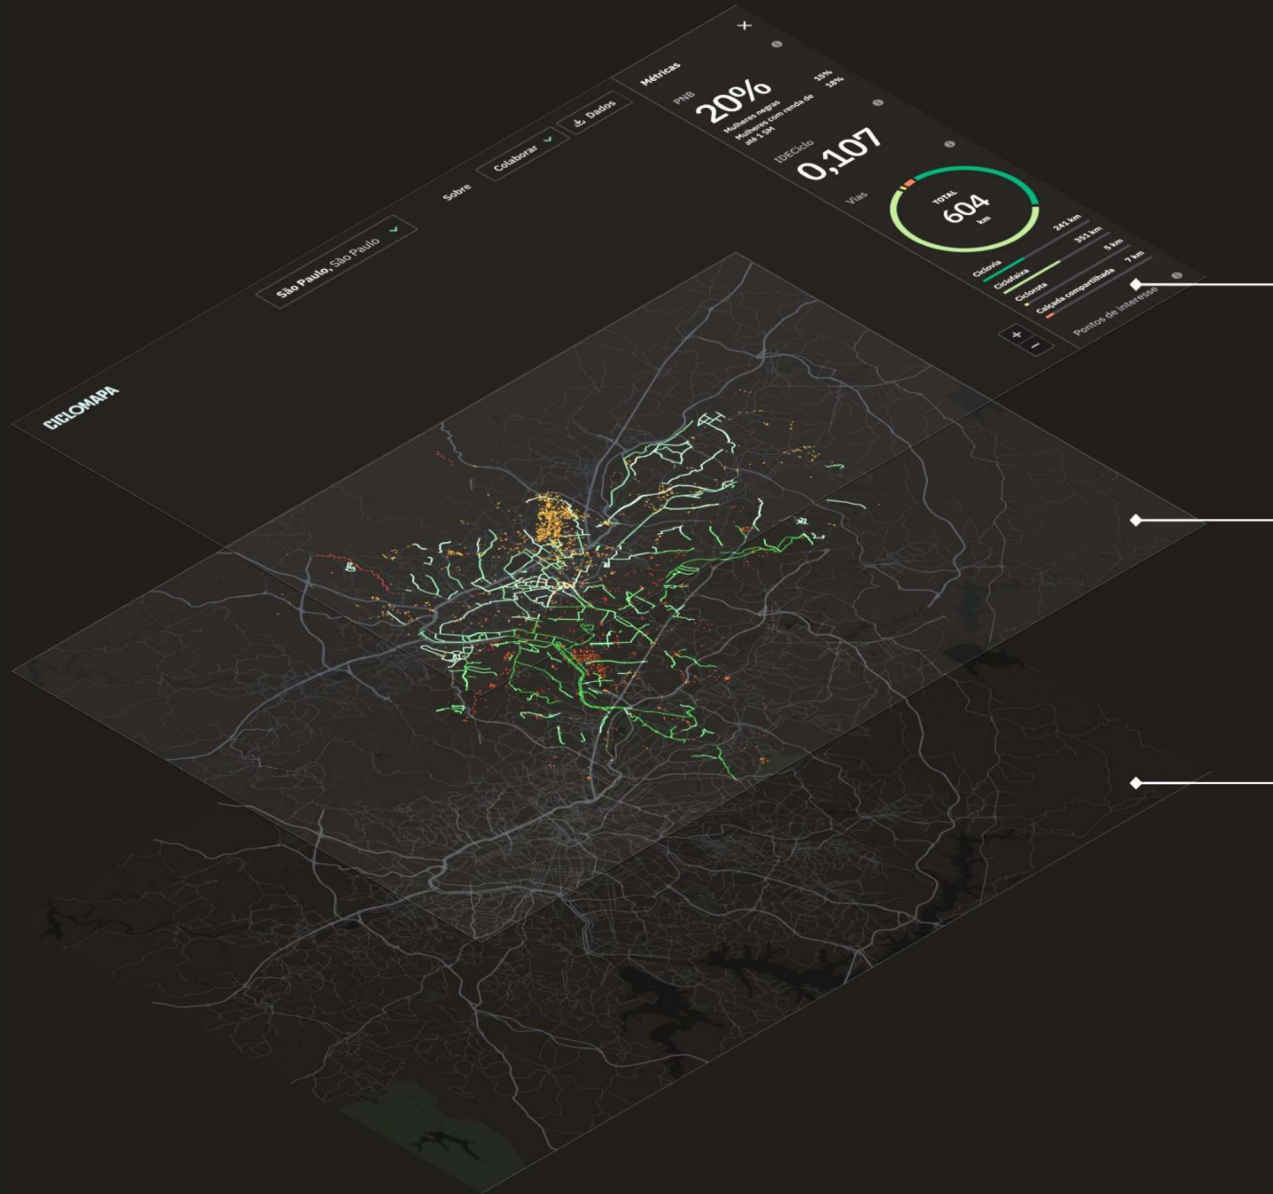 CICLOMAPA
São Paulo, São Paulo
Sobre
Colaborar
Dados
Métricas
PNB
20%
Mulheres negras 15%
Mulheres com renda de até 1 SM 18%
IDECiclo
0,107
Vias
TOTAL
604
km
Ciclovia 241 km
Ciclofaixa 351 km
Ciclorota 5 km
Calçada compartilhada 7 km
Pontos de interesse
+
−